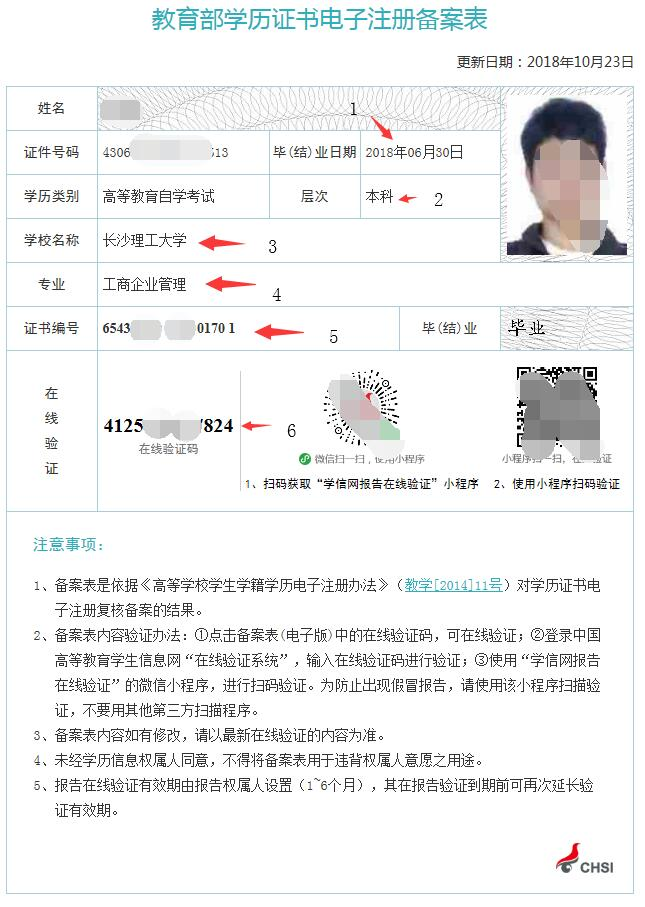 教育部学历证书电子注册备案表
更新日期：2018年10月23日
姓名
1
证件号码 4306 513 毕(结)业日期 2018年06月30日
学历类别 高等教育自学考试 层次 本科 2
学校名称 长沙理工大学 3
专业 工商企业管理 4
证书编号 6543 0170 1 5 毕(结)业 毕业
在线验证
4125 7824 6
在线验证码
微信扫一扫，使用小程序
小程序扫一扫，在 验证
1、扫码获取“学信网报告在线验证”小程序 2、使用小程序扫码验证
注意事项：
1、备案表是依据《高等学校学生学籍学历电子注册办法》（教学[2014]11号）对学历证书电
子注册复核备案的结果。
2、备案表内容验证办法：①点击备案表(电子版)中的在线验证码，可在线验证；②登录中国
高等教育学生信息网“在线验证系统”，输入在线验证码进行验证；③使用“学信网报告
在线验证”的微信小程序，进行扫码验证。为防止出现假冒报告，请使用该小程序扫描验
证，不要用其他第三方扫描程序。
3、备案表内容如有修改，请以最新在线验证的内容为准。
4、未经学历信息权属人同意，不得将备案表用于违背权属人意愿之用途。
5、报告在线验证有效期由报告权属人设置（1~6个月），其在报告验证到期前可再次延长验
证有效期。
CHSI